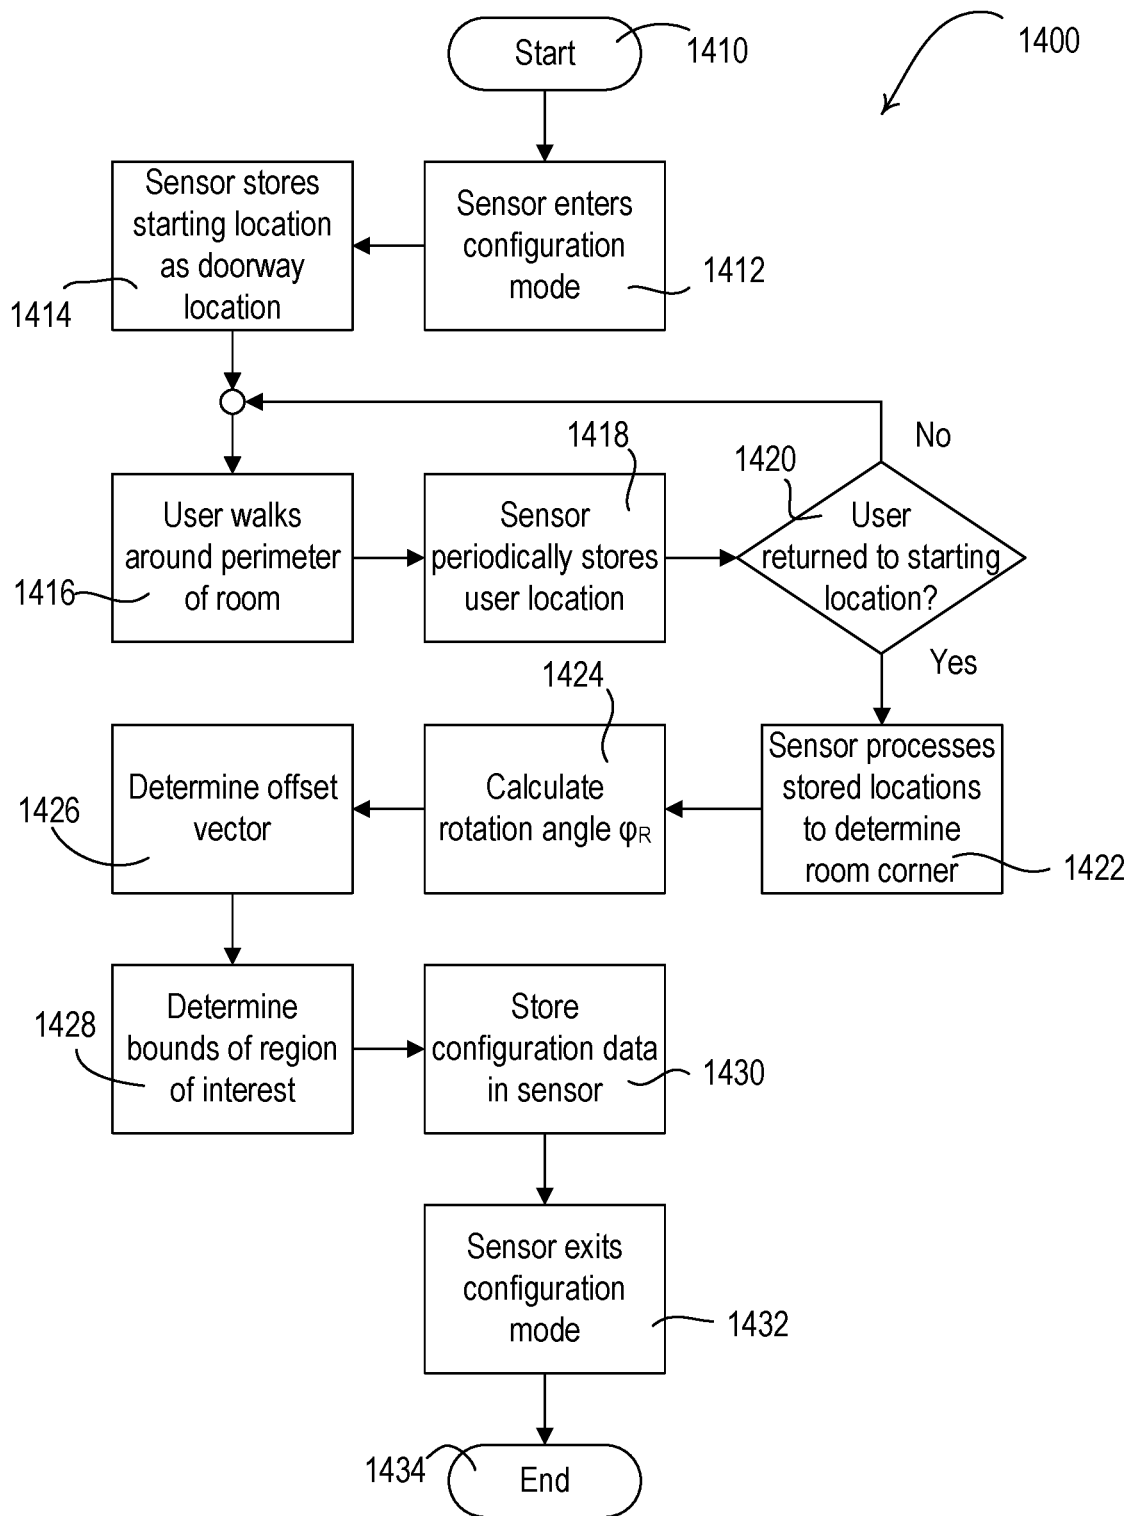 Start
1410
1400
Sensor stores
starting location
as doorway
location
1414
Sensor enters
configuration
mode
1412
User walks
around perimeter
of room
1416
Sensor
periodically stores
user location
1418
User
returned to starting
location?
1420
No
Yes
Sensor processes
stored locations
to determine
room corner
1422
Calculate
rotation angle φR
1424
Determine offset
vector
1426
Determine
bounds of region
of interest
1428
Store
configuration data
in sensor
1430
Sensor exits
configuration
mode
1432
End
1434